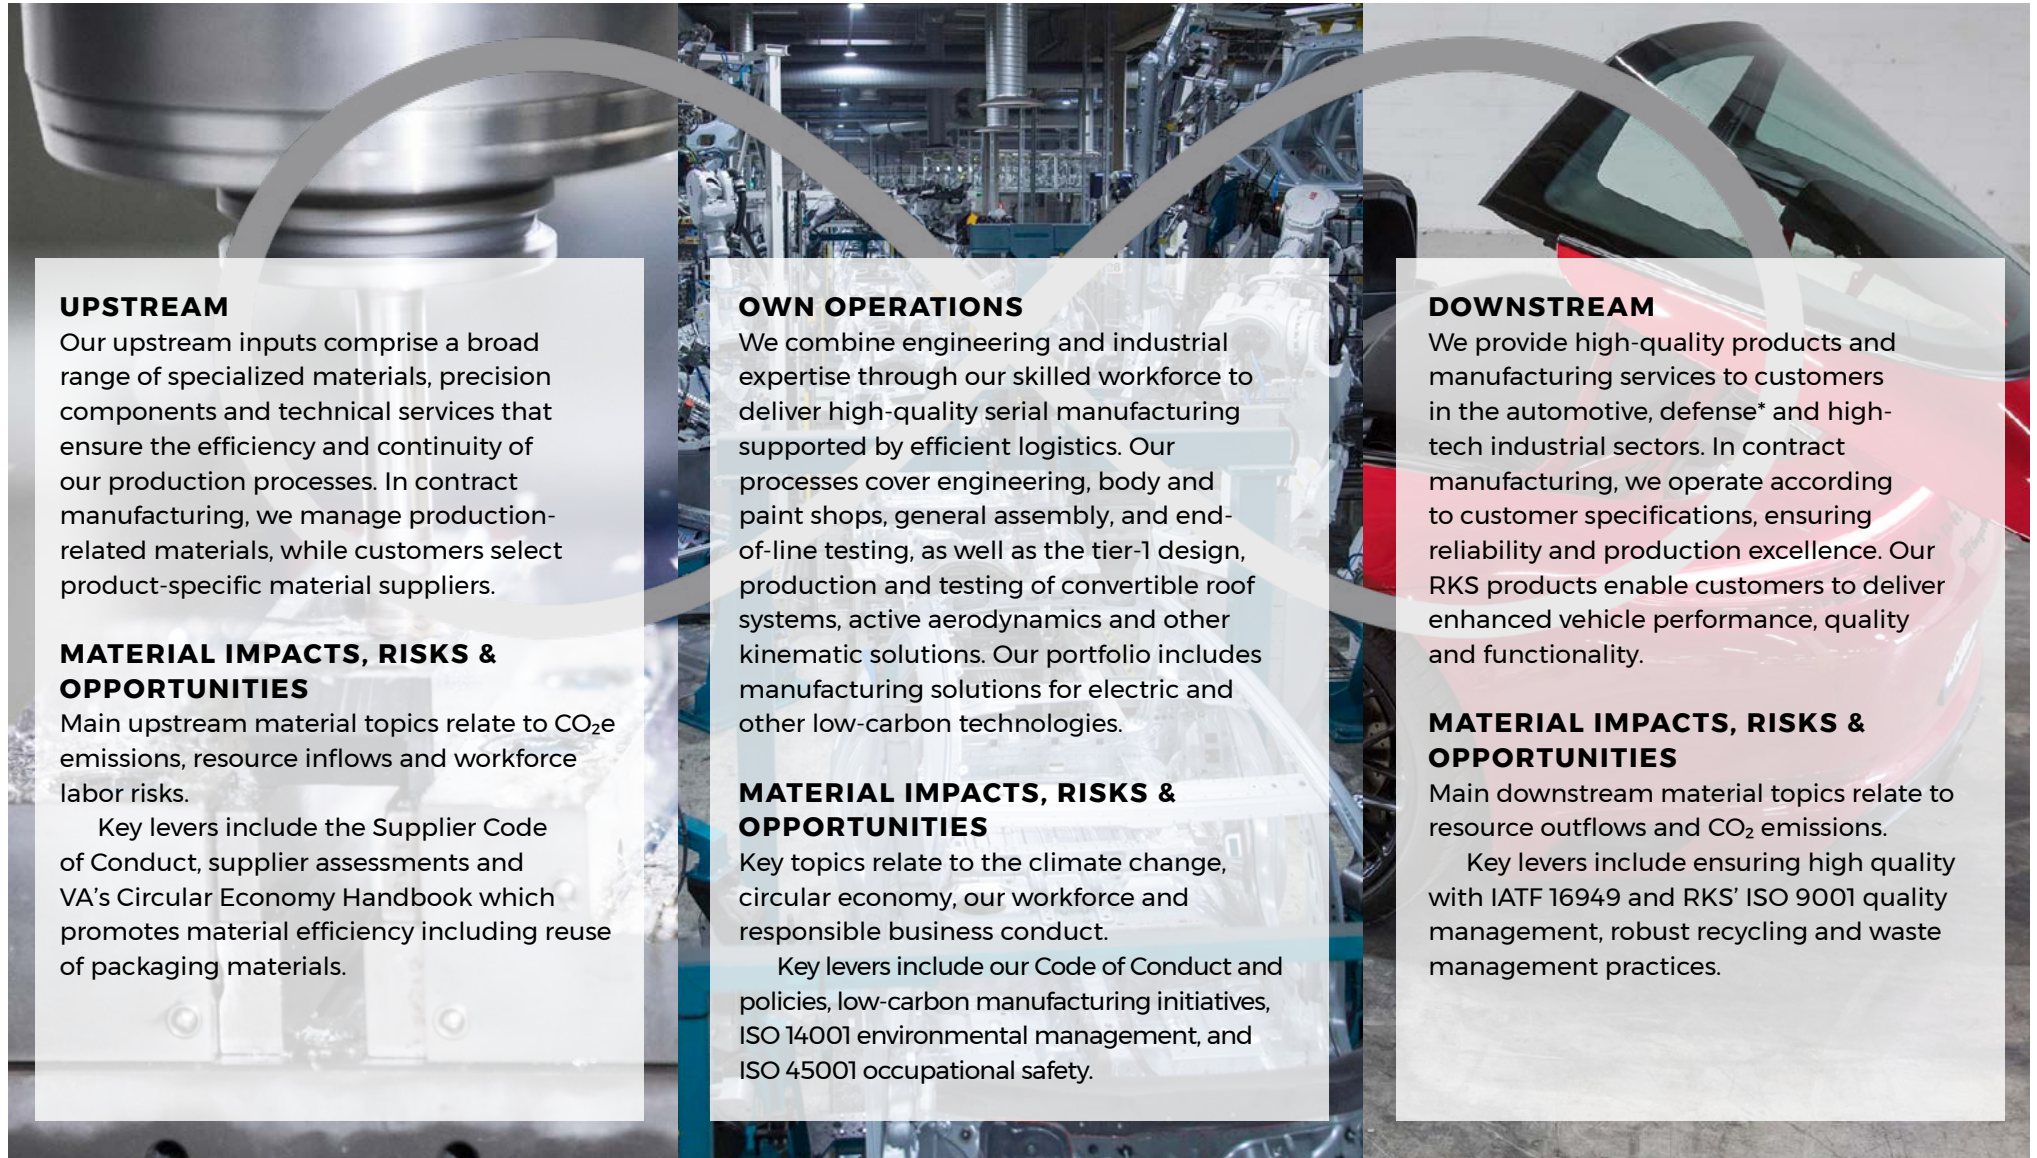 UPSTREAM
Our upstream inputs comprise a broad
range of specialized materials, precision
components and technical services that
ensure the efficiency and continuity of
our production processes. In contract
manufacturing, we manage production-
related materials, while customers select
product-specific material suppliers.
MATERIAL IMPACTS, RISKS &
OPPORTUNITIES
Main upstream material topics relate to CO₂e
emissions, resource inflows and workforce
labor risks.
Key levers include the Supplier Code
of Conduct, supplier assessments and
VA’s Circular Economy Handbook which
promotes material efficiency including reuse
of packaging materials.
OWN OPERATIONS
We combine engineering and industrial
expertise through our skilled workforce to
deliver high-quality serial manufacturing
supported by efficient logistics. Our
processes cover engineering, body and
paint shops, general assembly, and end-
of-line testing, as well as the tier-1 design,
production and testing of convertible roof
systems, active aerodynamics and other
kinematic solutions. Our portfolio includes
manufacturing solutions for electric and
other low-carbon technologies.
MATERIAL IMPACTS, RISKS &
OPPORTUNITIES
Key topics relate to the climate change,
circular economy, our workforce and
responsible business conduct.
Key levers include our Code of Conduct and
policies, low-carbon manufacturing initiatives,
ISO 14001 environmental management, and
ISO 45001 occupational safety.
DOWNSTREAM
We provide high-quality products and
manufacturing services to customers
in the automotive, defense* and high-
tech industrial sectors. In contract
manufacturing, we operate according
to customer specifications, ensuring
reliability and production excellence. Our
RKS products enable customers to deliver
enhanced vehicle performance, quality
and functionality.
MATERIAL IMPACTS, RISKS &
OPPORTUNITIES
Main downstream material topics relate to
resource outflows and CO₂ emissions.
Key levers include ensuring high quality
with IATF 16949 and RKS’ ISO 9001 quality
management, robust recycling and waste
management practices.